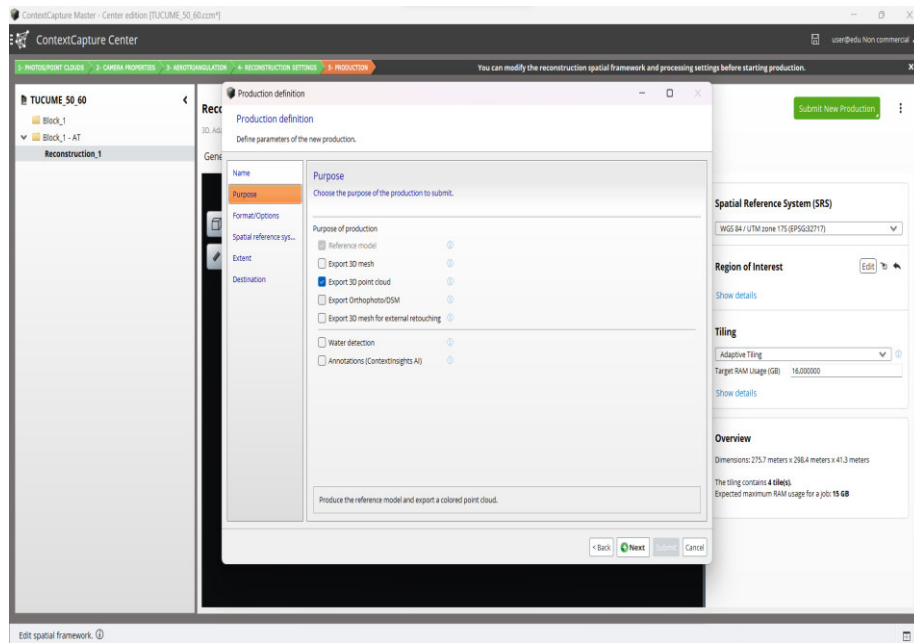 ContextCapture Master - Center edition [TUCUME_50_60.ccm*]
ContextCapture Center
user@edu Non commercial
1- PHOTOS/POINT CLOUDS 2- CAMERA PROPERTIES 3- AEROTRIANGULATION 4- RECONSTRUCTION SETTINGS 5- PRODUCTION
You can modify the reconstruction spatial framework and processing settings before starting production.
TUCUME_50_60
Block_1
Block_1 - AT
Reconstruction_1
Reco
3D, Ada
Gene
Submit New Production
Production definition
Production definition
Define parameters of the new production.
Name
Purpose
Format/Options
Spatial reference sys...
Extent
Destination
Purpose
Choose the purpose of the production to submit.
Purpose of production
Reference model
Export 3D mesh
Export 3D point cloud
Export Orthophoto/DSM
Export 3D mesh for external retouching
Water detection
Annotations (ContextInsights AI)
Produce the reference model and export a colored point cloud.
< Back Next Submit Cancel
Spatial Reference System (SRS)
WGS 84 / UTM zone 17S (EPSG:32717)
Region of Interest Edit
Show details
Tiling
Adaptive Tiling
Target RAM Usage (GB) 16.000000
Show details
Overview
Dimensions: 275.7 meters x 298.4 meters x 41.3 meters
The tiling contains 4 tile(s).
Expected maximum RAM usage for a job: 15 GB
Edit spatial framework.